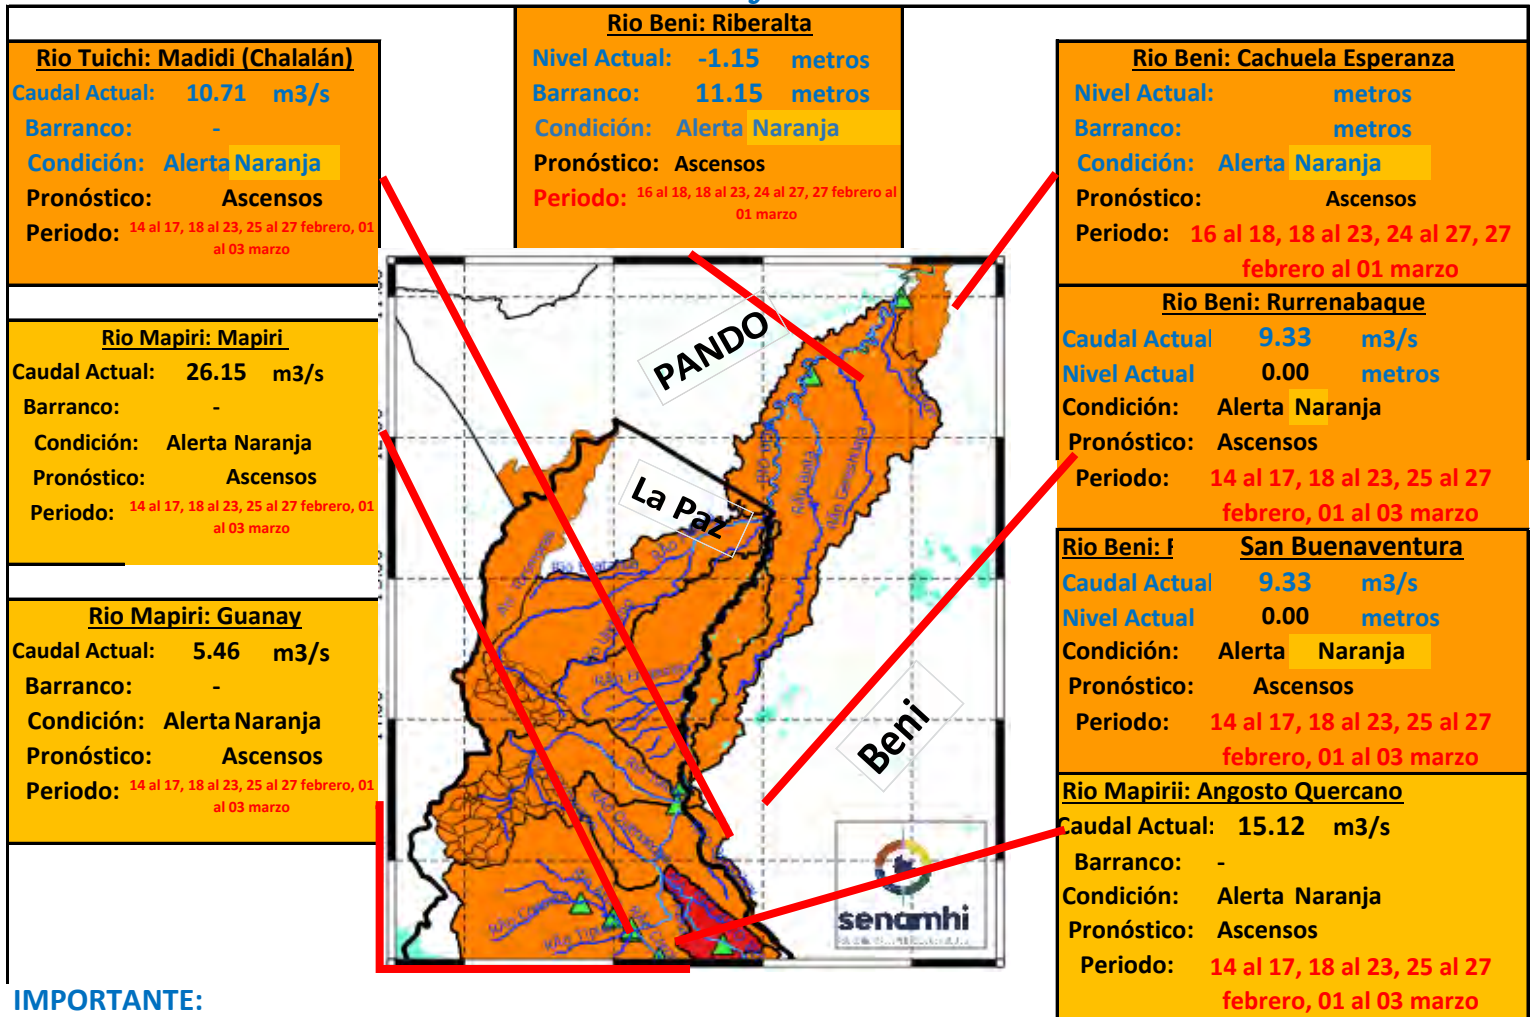 Rio Beni: Riberalta
Nivel Actual: -1.15 metros
Barranco: 11.15 metros
Condición: Alerta Naranja
Pronóstico: Ascensos
Periodo: 16 al 18, 18 al 23, 24 al 27, 27 febrero al
01 marzo
Rio Tuichi: Madidi (Chalalán)
Caudal Actual: 10.71 m3/s
Barranco: -
Condición: Alerta Naranja
Pronóstico: Ascensos
Periodo: 14 al 17, 18 al 23, 25 al 27 febrero, 01
al 03 marzo
Rio Mapiri: Mapiri
Caudal Actual: 26.15 m3/s
Barranco: -
Condición: Alerta Naranja
Pronóstico: Ascensos
Periodo: 14 al 17, 18 al 23, 25 al 27 febrero, 01
al 03 marzo
Rio Mapiri: Guanay
Caudal Actual: 5.46 m3/s
Barranco: -
Condición: Alerta Naranja
Pronóstico: Ascensos
Periodo: 14 al 17, 18 al 23, 25 al 27 febrero, 01
al 03 marzo
PANDO
La Paz
Beni
senamhi
Rio Beni: Cachuela Esperanza
Nivel Actual: metros
Barranco: metros
Condición: Alerta Naranja
Pronóstico: Ascensos
Periodo: 16 al 18, 18 al 23, 24 al 27, 27
febrero al 01 marzo
Rio Beni: Rurrenabaque
Caudal Actual 9.33 m3/s
Nivel Actual 0.00 metros
Condición: Alerta Naranja
Pronóstico: Ascensos
Periodo: 14 al 17, 18 al 23, 25 al 27
febrero, 01 al 03 marzo
Rio Beni: San Buenaventura
Caudal Actual 9.33 m3/s
Nivel Actual 0.00 metros
Condición: Alerta Naranja
Pronóstico: Ascensos
Periodo: 14 al 17, 18 al 23, 25 al 27
febrero, 01 al 03 marzo
Rio Mapirii: Angosto Quercano
Caudal Actual: 15.12 m3/s
Barranco: -
Condición: Alerta Naranja
Pronóstico: Ascensos
Periodo: 14 al 17, 18 al 23, 25 al 27
febrero, 01 al 03 marzo
IMPORTANTE: